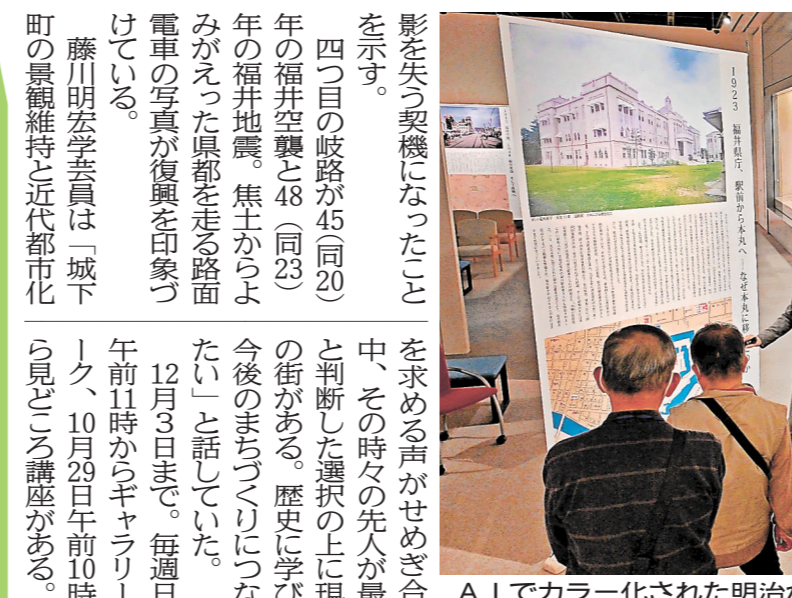 影を失う契機になったこと
を示す。
四つ目の岐路が45(同20)
年の福井空襲と48(同23)
年の福井地震。焦土からよ
みがえった県都を走る路面
電車の写真が復興を印象づ
けている。
藤川明宏学芸員は「城下
町の景観維持と近代都市化
を求める声がせめぎ合
中、その時々の先人が最
と判断した選択の上に現
の街がある。歴史に学び
今後のまちづくりにつな
たい」と話していた。
12月3日まで。毎週日
午前11時からギャラリー
ーク、10月29日午前10時
ら見どころ講座がある。
1923 福井県庁、駅前から本丸へ なぜ本丸に移
AIでカラー化された明治か